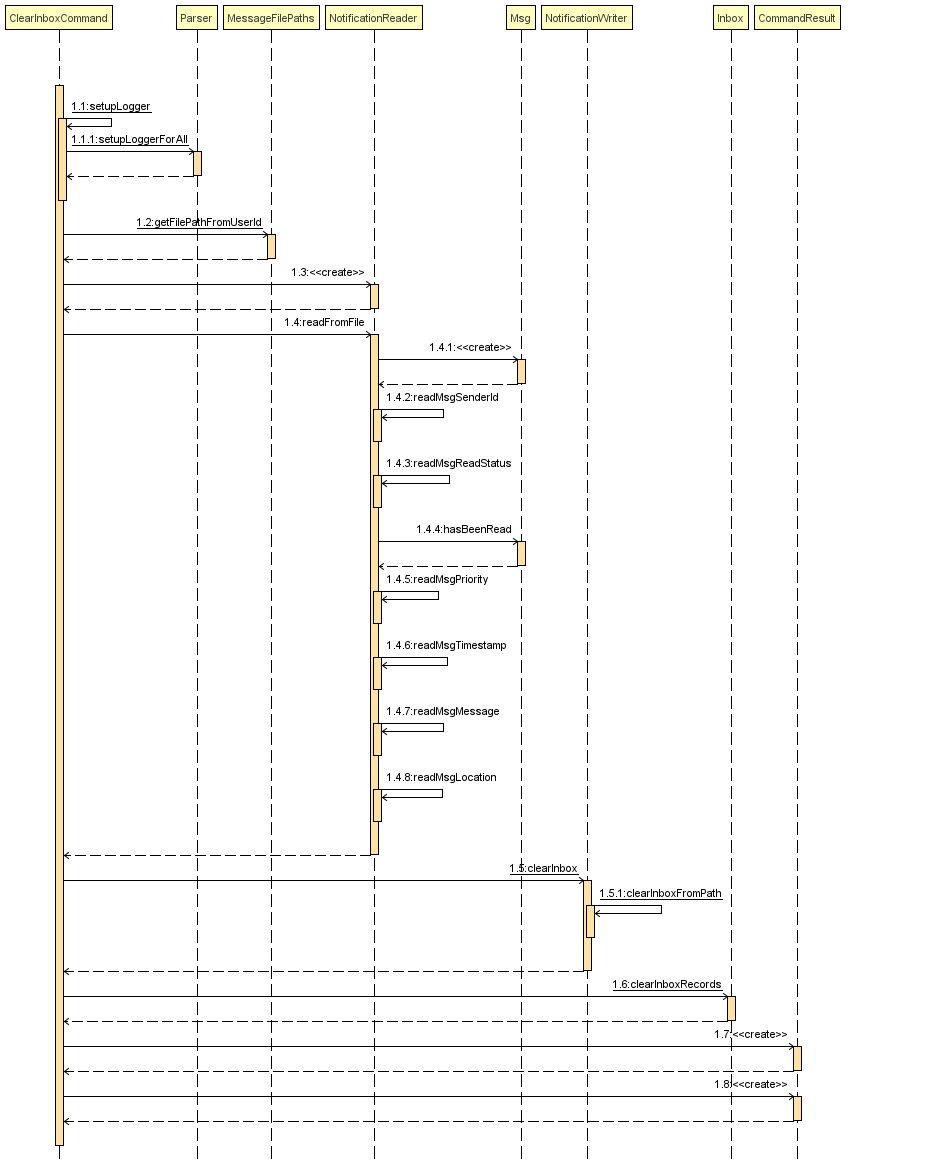 ClearInboxCommand Parser MessageFilePaths NotificationReader Msg NotificationWriter Inbox CommandResult
1.1:setupLogger
1.1.1:setupLoggerForAll
1.2:getFilePathFromUserId
1.3:<<create>>
1.4:readFromFile
1.4.1:<<create>>
1.4.2:readMsgSenderId
1.4.3:readMsgReadStatus
1.4.4:hasBeenRead
1.4.5:readMsgPriority
1.4.6:readMsgTimestamp
1.4.7:readMsgMessage
1.4.8:readMsgLocation
1.5:clearInbox
1.5.1:clearInboxFromPath
1.6:clearInboxRecords
1.7:<<create>>
1.8:<<create>>